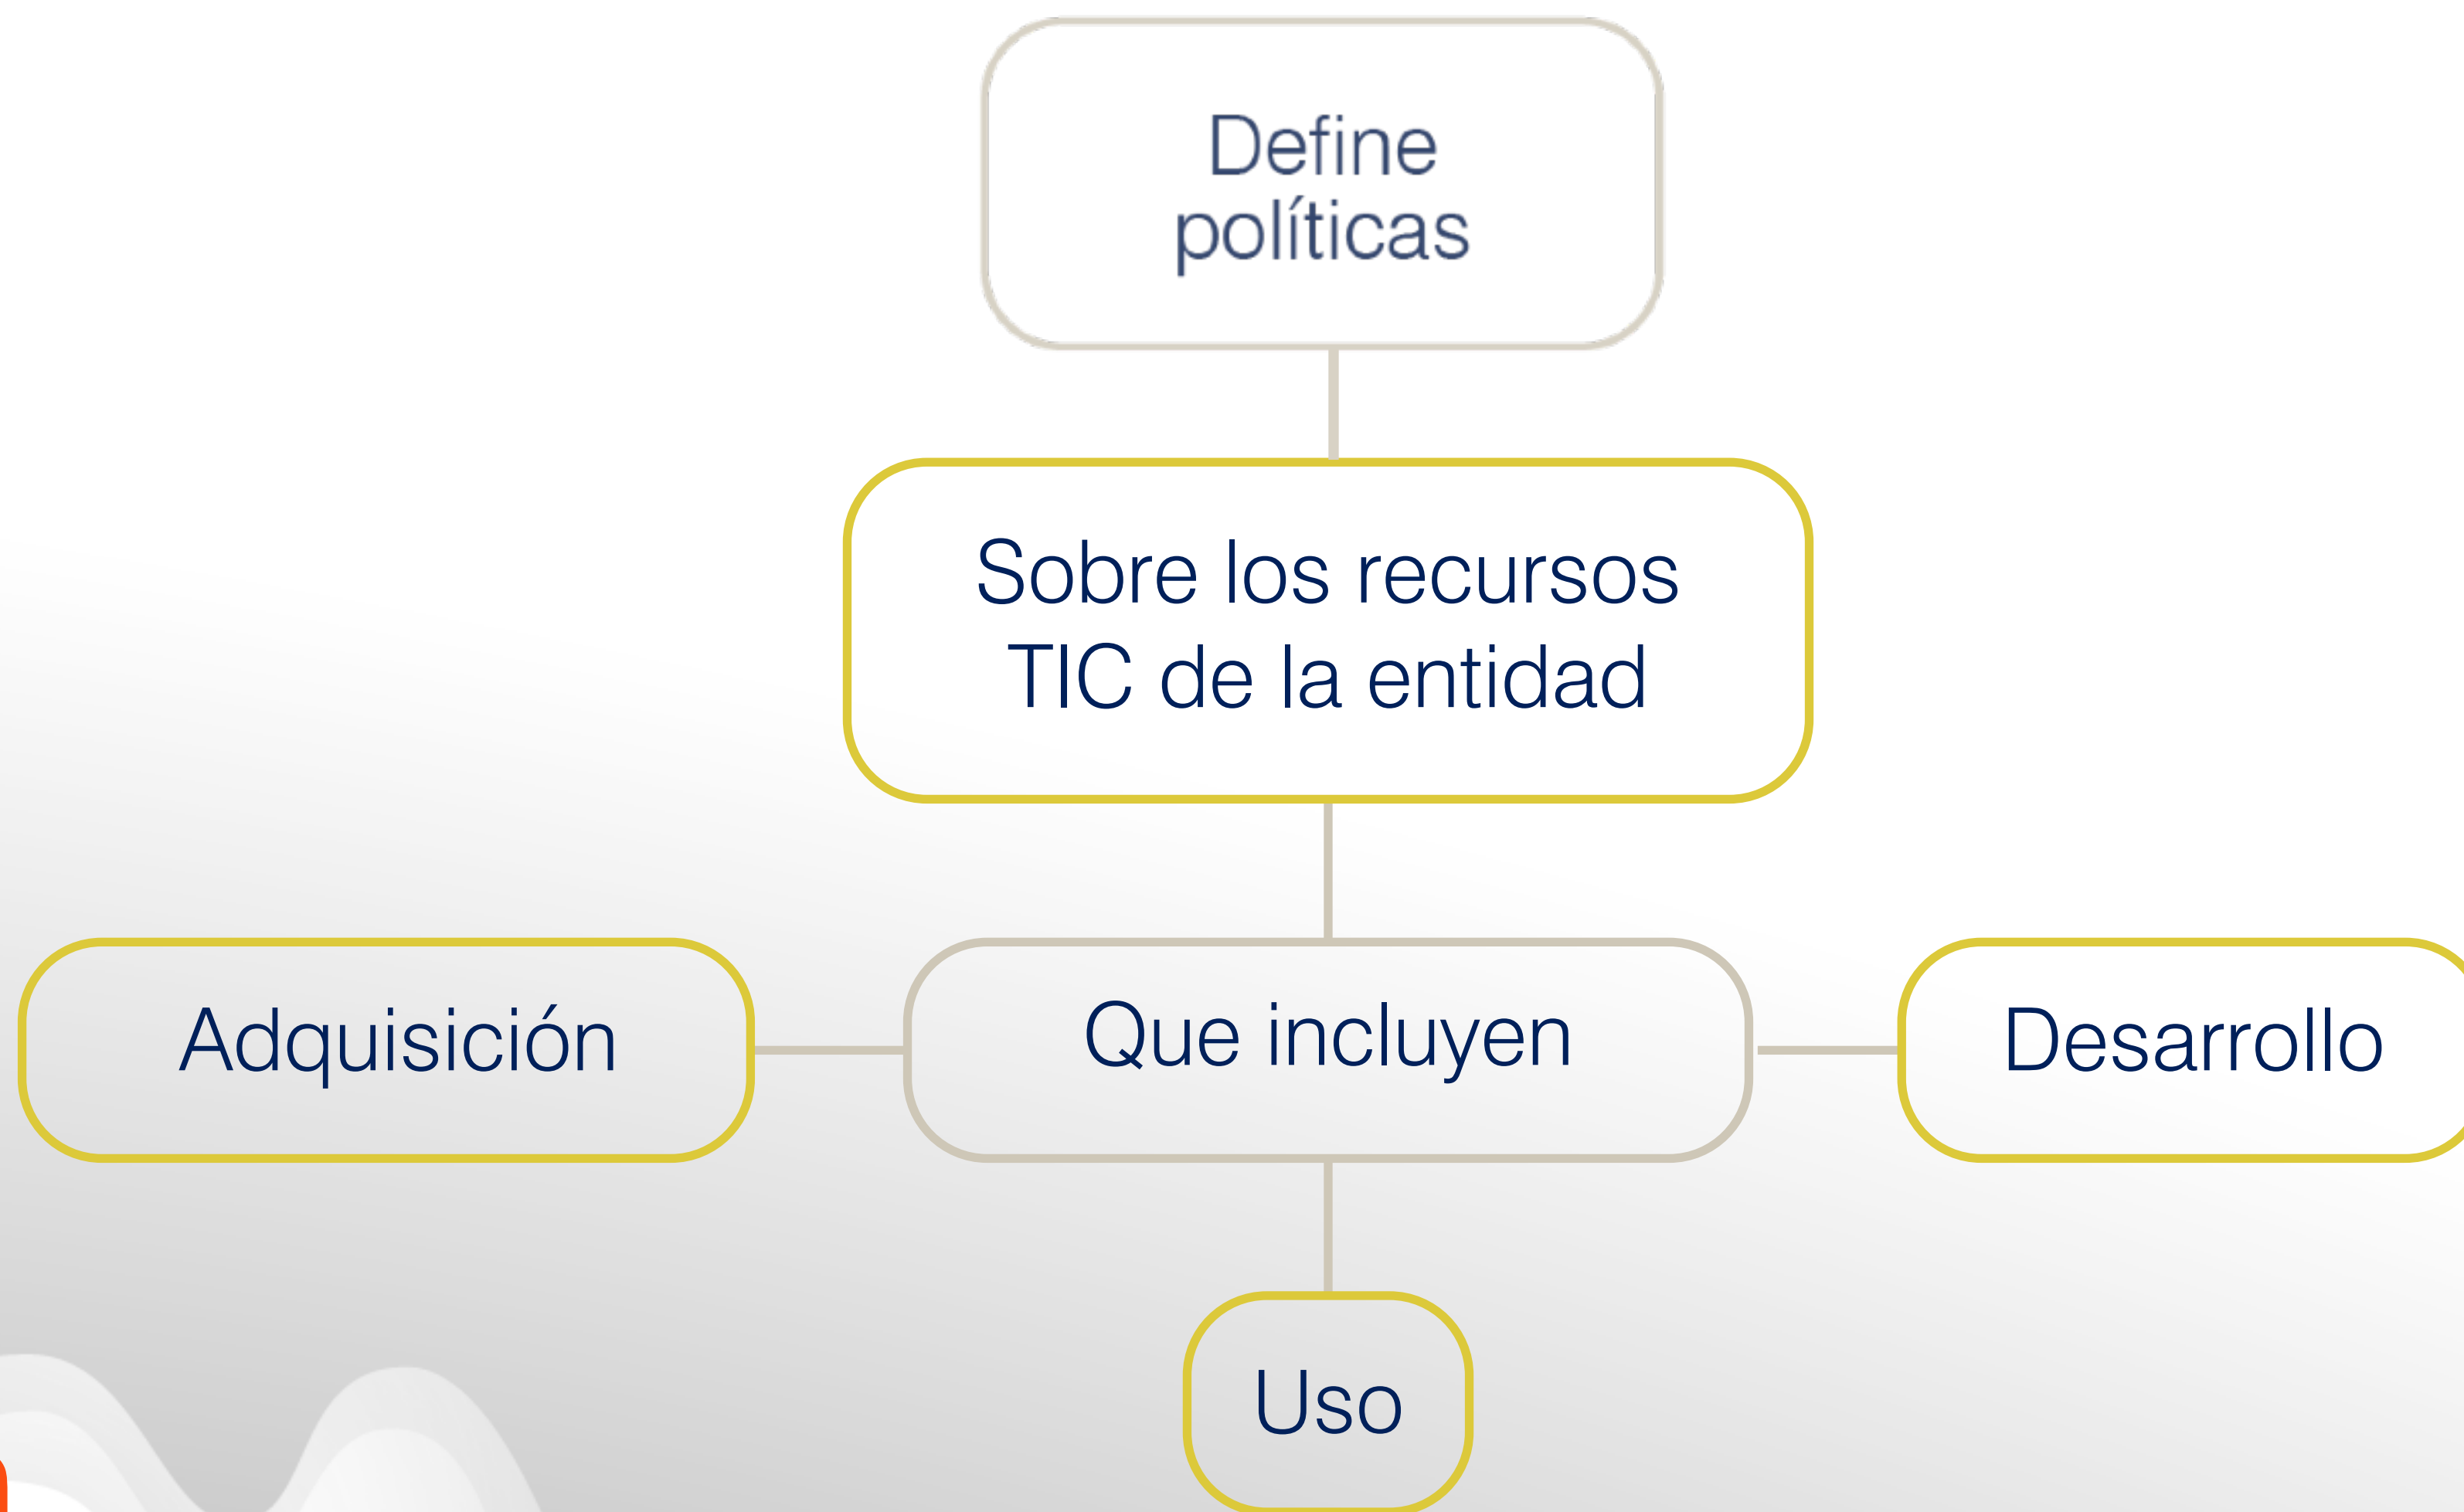 Define
políticas
Sobre los recursos
TIC de la entidad
Adquisición
Que incluyen
Desarrollo
Uso